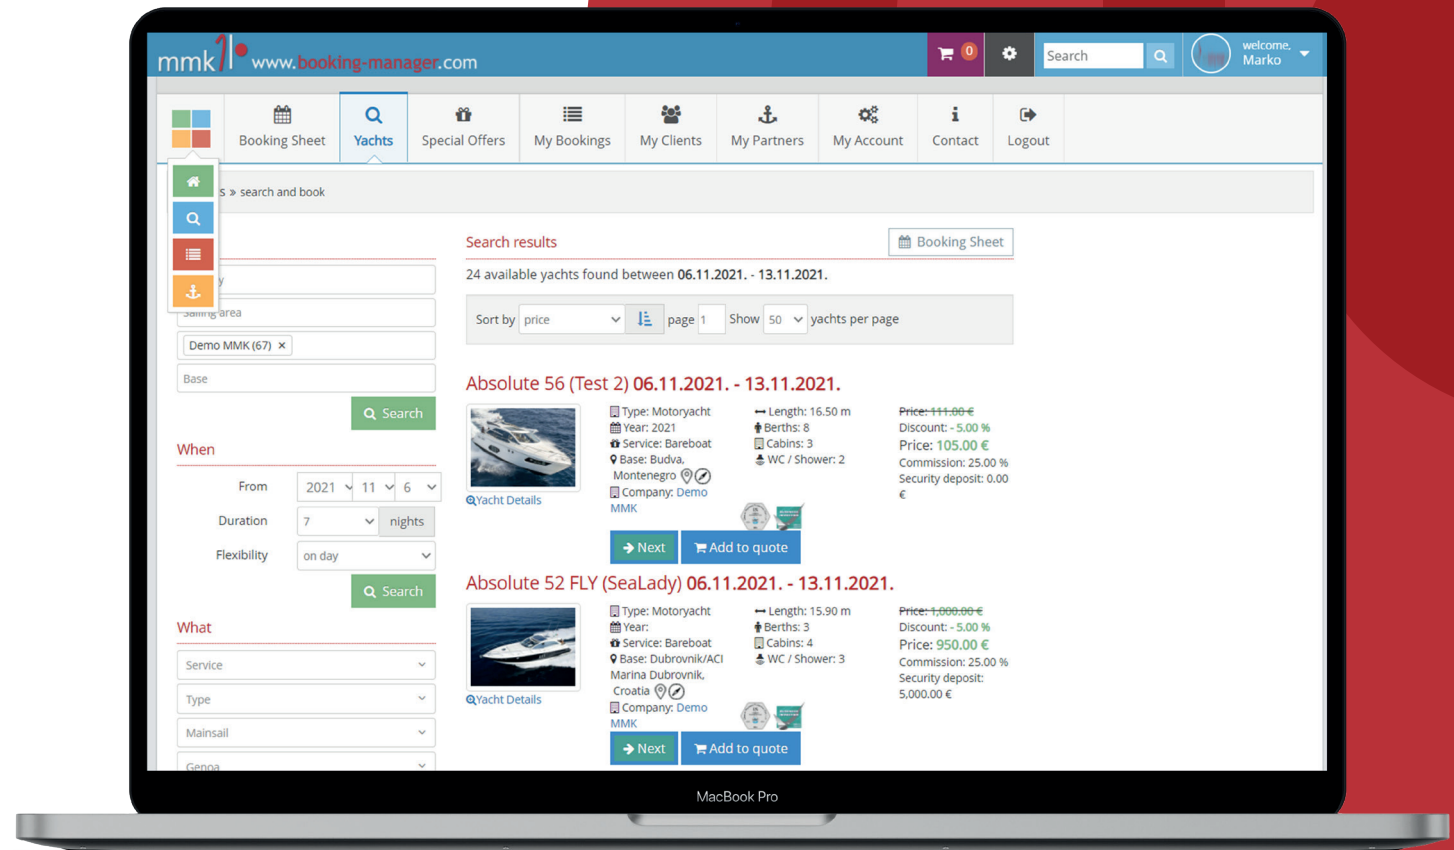 mmk www.booking-manager.com
0
Search
welcome,
Marko
Booking Sheet
Yachts
Special Offers
My Bookings
My Clients
My Partners
My Account
Contact
Logout
s » search and book
y
Sailing area
Demo MMK (67) ×
Base
Search
When
From 2021 11 6
Duration 7 nights
Flexibility on day
Search
What
Service
Type
Mainsail
Genoa
Search results
Booking Sheet
24 available yachts found between 06.11.2021. - 13.11.2021.
Sort by price page 1 Show 50 yachts per page
Absolute 56 (Test 2) 06.11.2021. - 13.11.2021.
Yacht Details
Type: Motoryacht
Year: 2021
Service: Bareboat
Base: Budva,
Montenegro
Company: Demo
MMK
Length: 16.50 m
Berths: 8
Cabins: 3
WC / Shower: 2
Price: 111.00 €
Discount: - 5.00 %
Price: 105.00 €
Commission: 25.00 %
Security deposit: 0.00
€
Next
Add to quote
Absolute 52 FLY (SeaLady) 06.11.2021. - 13.11.2021.
Yacht Details
Type: Motoryacht
Year:
Service: Bareboat
Base: Dubrovnik/ACI
Marina Dubrovnik,
Croatia
Company: Demo
MMK
Length: 15.90 m
Berths: 3
Cabins: 4
WC / Shower: 3
Price: 1,000.00 €
Discount: - 5.00 %
Price: 950.00 €
Commission: 25.00 %
Security deposit:
5,000.00 €
Next
Add to quote
MacBook Pro